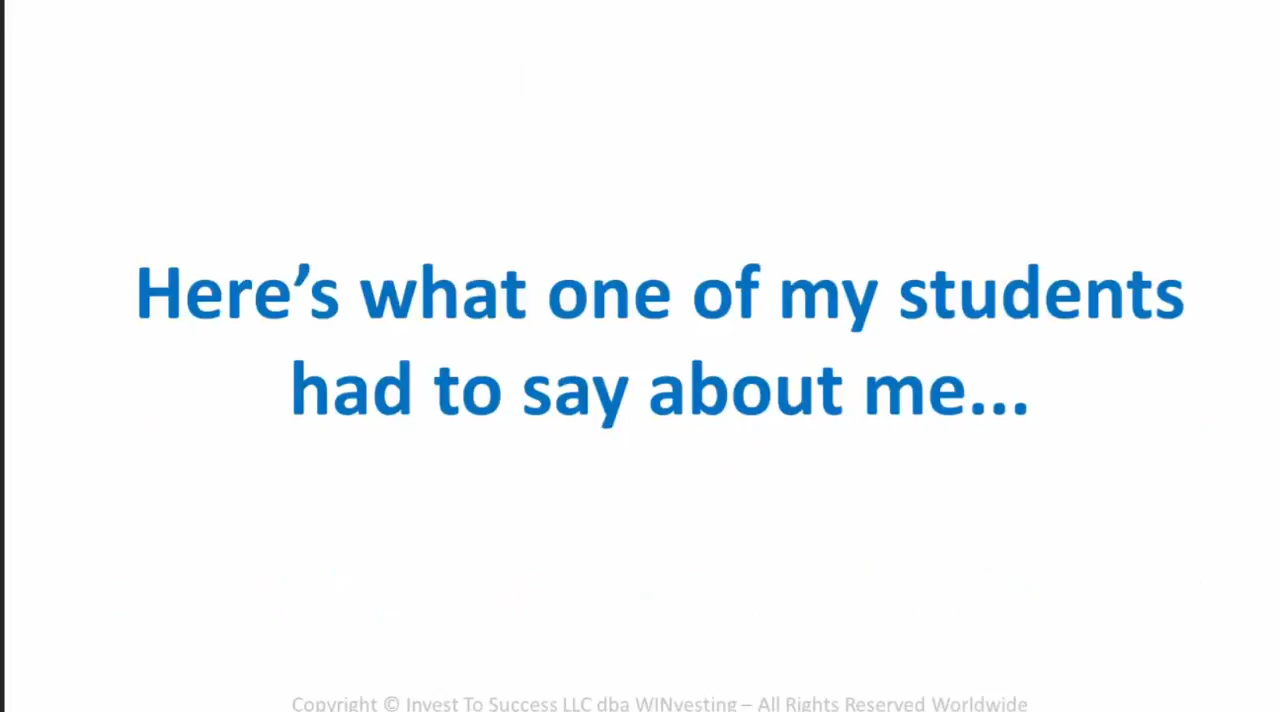 Here’s what one of my students
had to say about me...
Copyright © Invest To Success LLC dba WINvesting – All Rights Reserved Worldwide